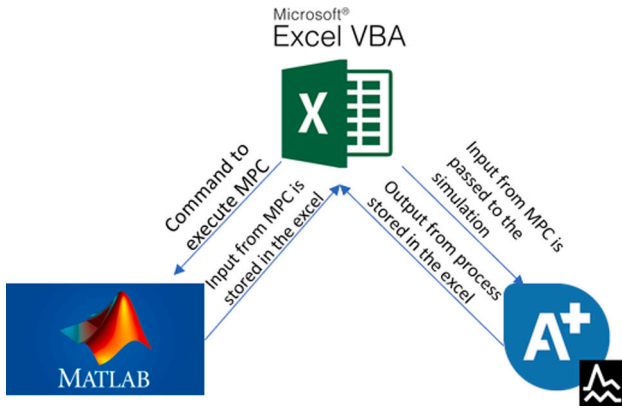 Microsoft®
Excel VBA
X
Command to
execute MPC
Input from MPC is
stored in the excel
Output from process
stored in the excel
Input from MPC is
passed to the
simulation
MATLAB
A+